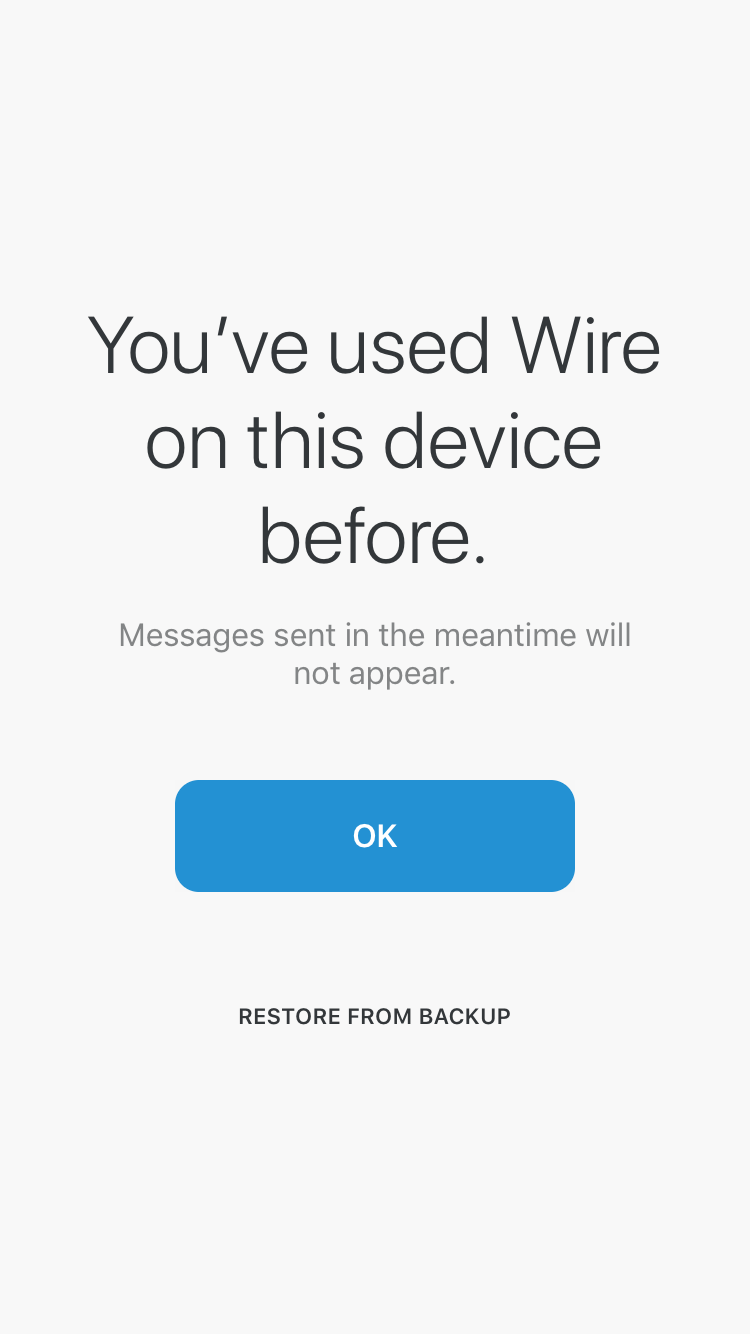 You’ve used Wire
on this device
before.
Messages sent in the meantime will
not appear.
OK
RESTORE FROM BACKUP